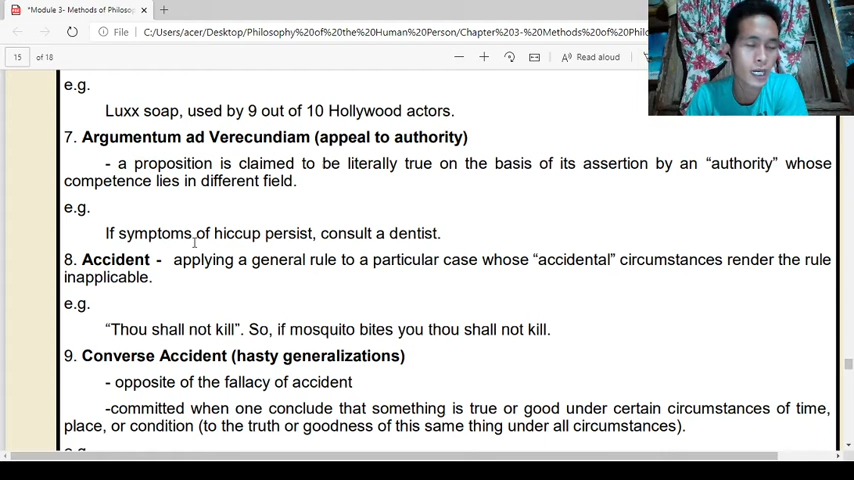 *Module 3- Methods of Philosop
File
C:/Users/acer/Desktop/Philosophy%20of%20the%20Human%20Person/Chapter%203-%20Methods%20of%20Phil
15 of 18
Read aloud
e.g.
Luxx soap, used by 9 out of 10 Hollywood actors.
7. Argumentum ad Verecundiam (appeal to authority)
- a proposition is claimed to be literally true on the basis of its assertion by an “authority” whose
competence lies in different field.
e.g.
If symptoms of hiccup persist, consult a dentist.
8. Accident - applying a general rule to a particular case whose “accidental” circumstances render the rule
inapplicable.
e.g.
“Thou shall not kill”. So, if mosquito bites you thou shall not kill.
9. Converse Accident (hasty generalizations)
- opposite of the fallacy of accident
-committed when one conclude that something is true or good under certain circumstances of time,
place, or condition (to the truth or goodness of this same thing under all circumstances).